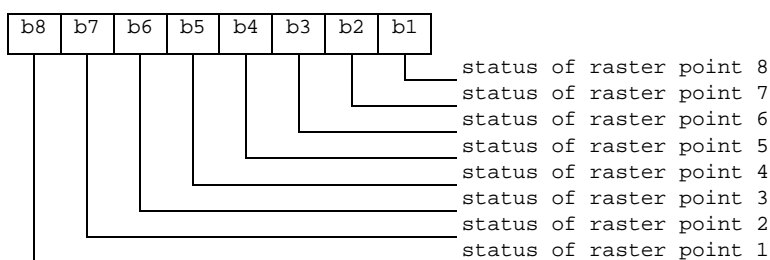 b8 b7 b6 b5 b4 b3 b2 b1
status of raster point 8
status of raster point 7
status of raster point 6
status of raster point 5
status of raster point 4
status of raster point 3
status of raster point 2
status of raster point 1